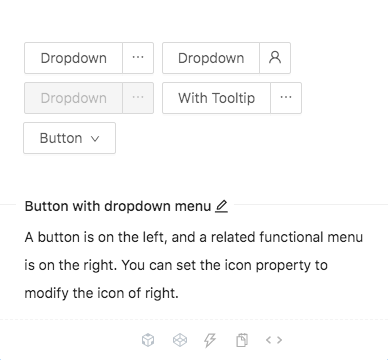 Dropdown ··· Dropdown
Dropdown ··· With Tooltip ···
Button
Button with dropdown menu
A button is on the left, and a related functional menu
is on the right. You can set the icon property to
modify the icon of right.